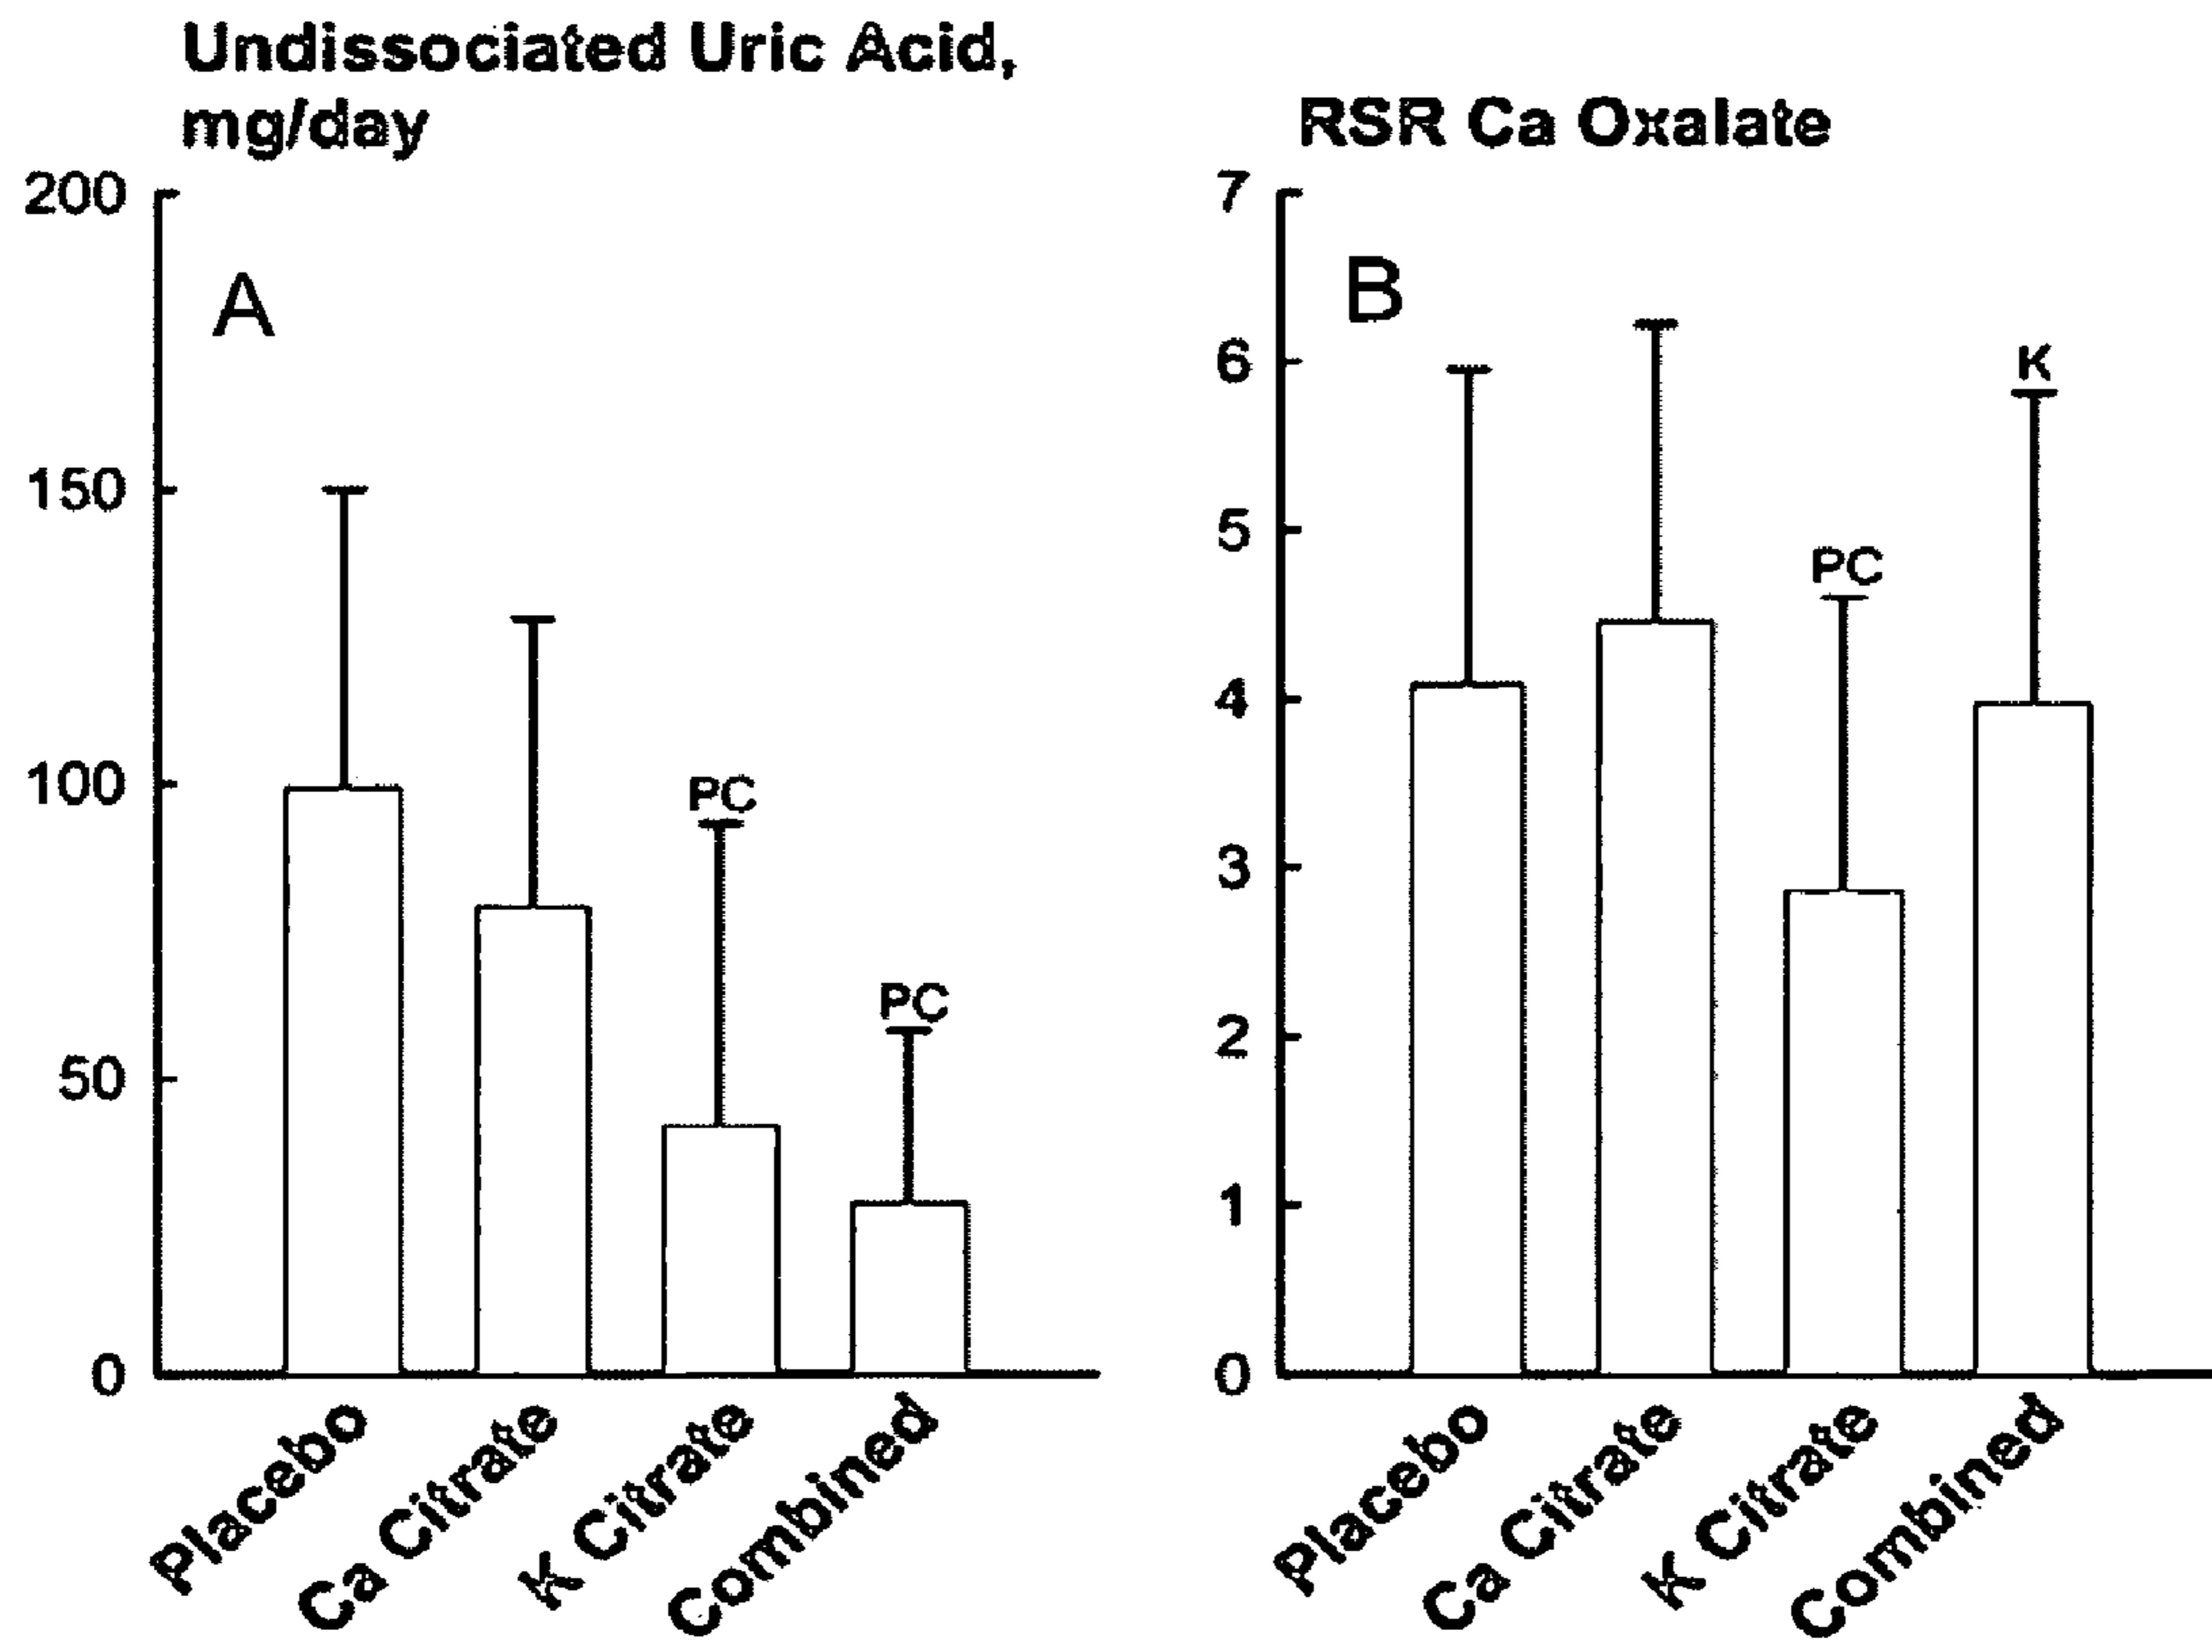 Undissociated Uric Acid,
mg/day
200
150
100
50
0
A
PC
PC
Placebo
Ca Citrate
K Citrate
Combined
RSR Ca Oxalate
7
6
5
4
3
2
1
0
B
PC
K
Placebo
Ca Citrate
K Citrate
Combined